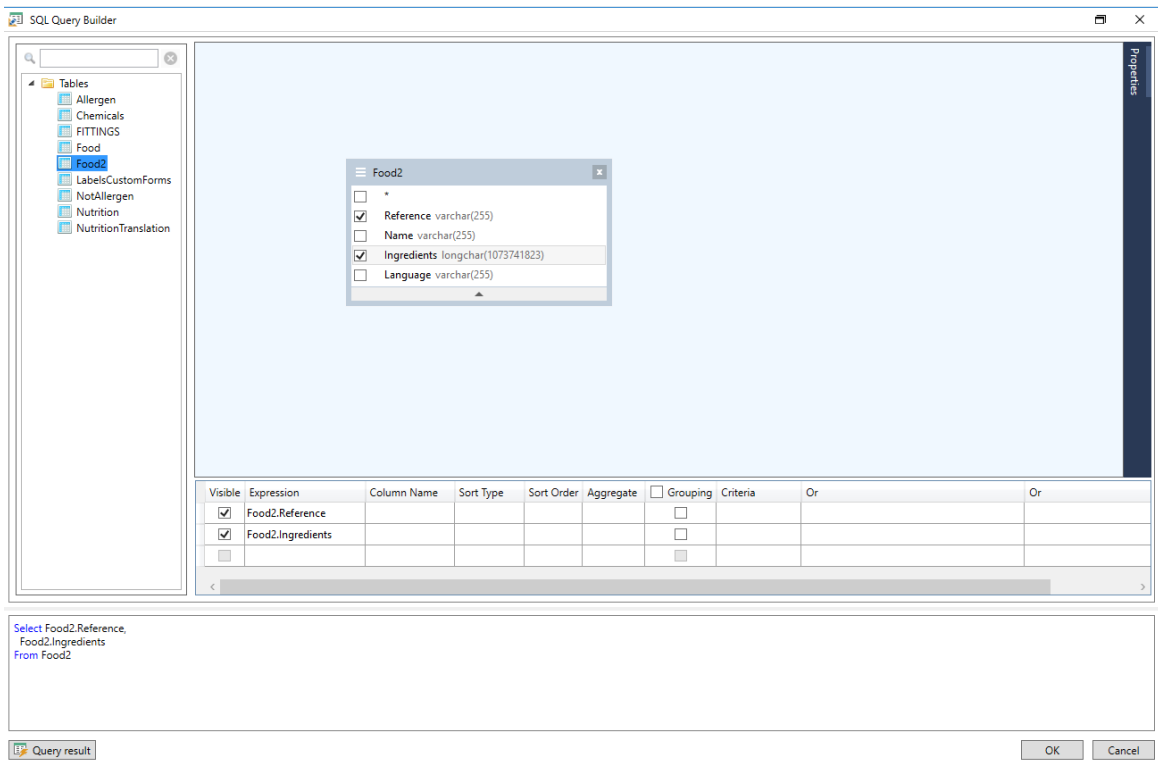 SQL Query Builder
Tables
Allergen
Chemicals
FITTINGS
Food
Food2
LabelsCustomForms
NotAllergen
Nutrition
NutritionTranslation
Properties
Food2
*
Reference varchar(255)
Name varchar(255)
Ingredients longchar(1073741823)
Language varchar(255)
Visible Expression Column Name Sort Type Sort Order Aggregate Grouping Criteria Or Or
Food2.Reference
Food2.Ingredients
Select Food2.Reference,
Food2.Ingredients
From Food2
Query result OK Cancel